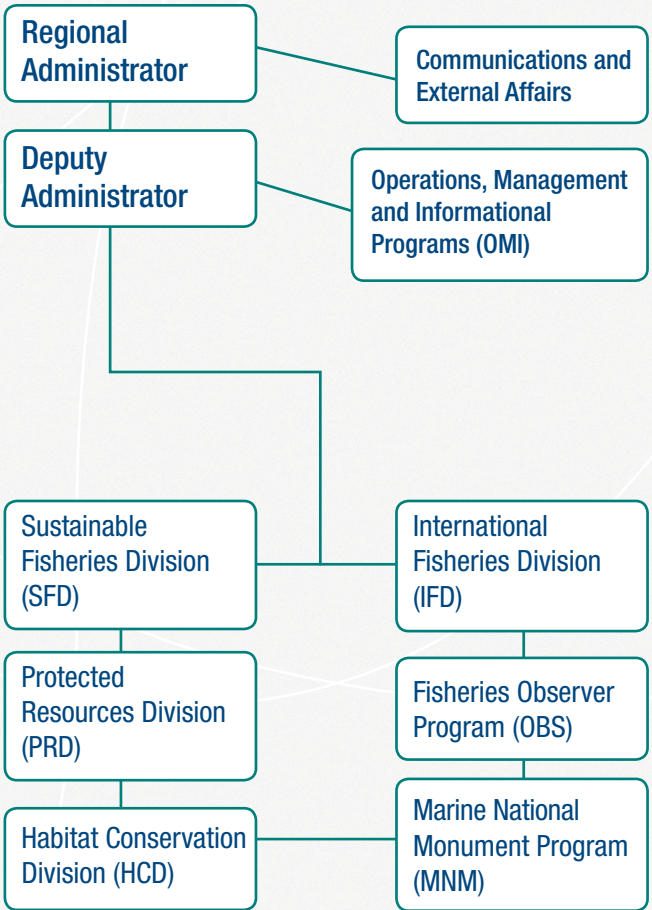 Regional
Administrator
Communications and
External Affairs
Deputy
Administrator
Operations, Management
and Informational
Programs (OMI)
Sustainable
Fisheries Division
(SFD)
International
Fisheries Division
(IFD)
Protected
Resources Division
(PRD)
Fisheries Observer
Program (OBS)
Habitat Conservation
Division (HCD)
Marine National
Monument Program
(MNM)